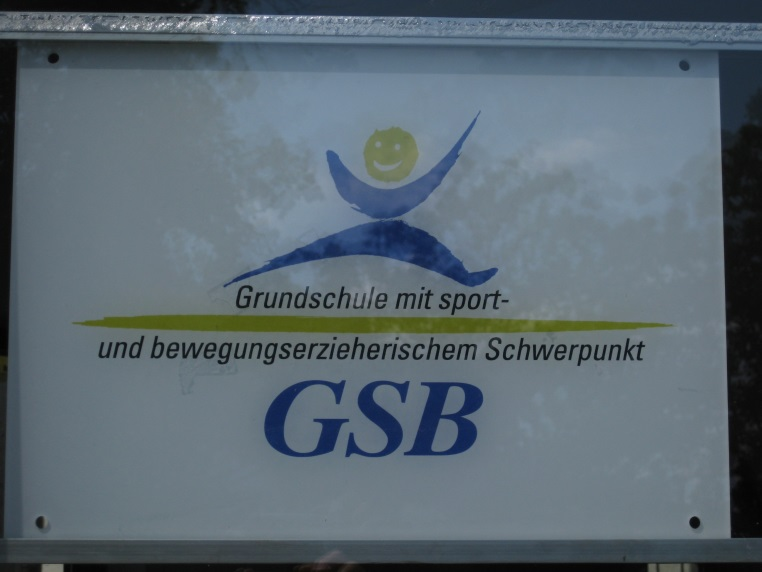 Grundschule mit sport-
und bewegungserzieherischem Schwerpunkt
GSB